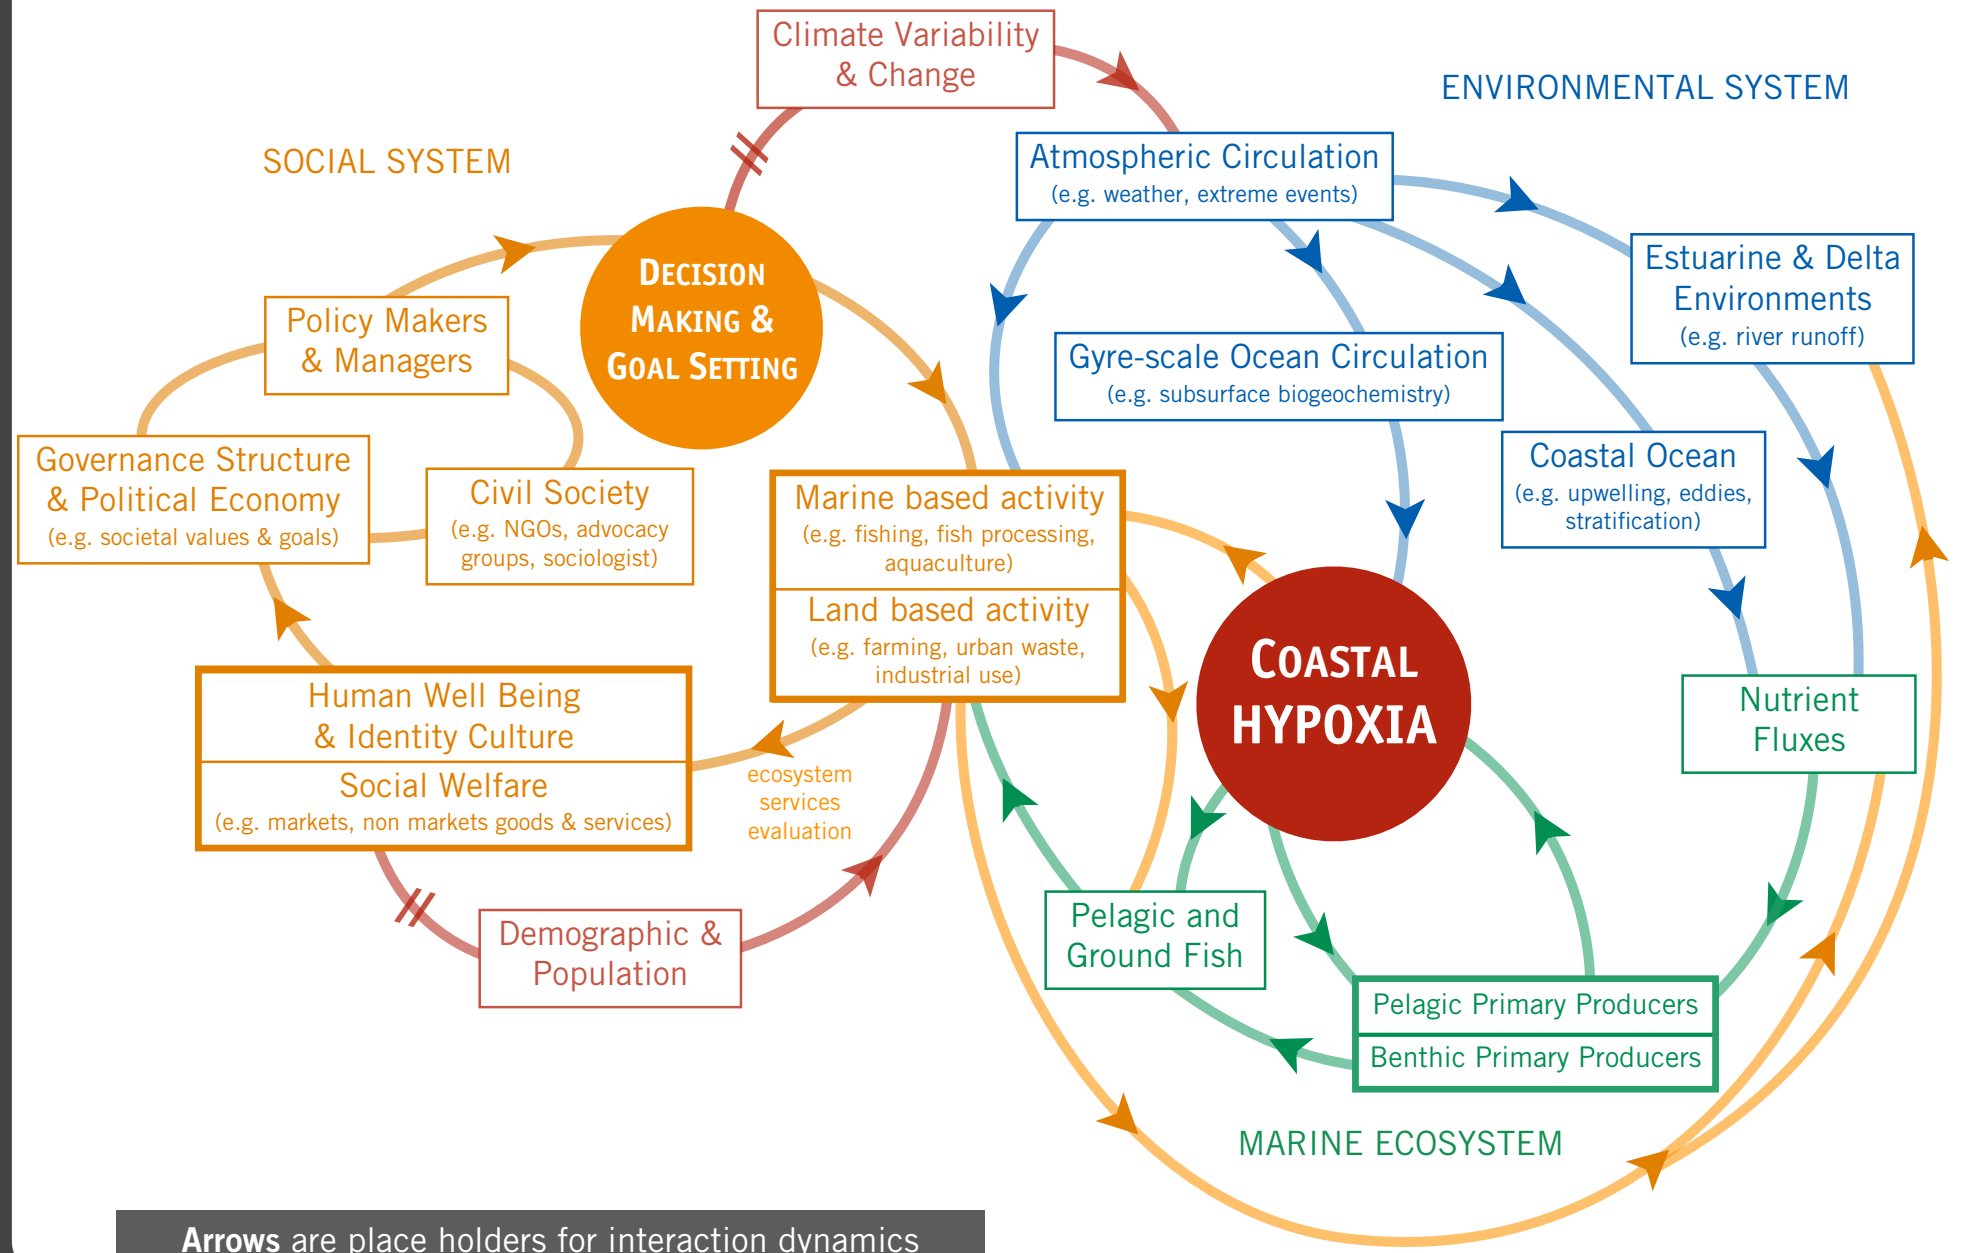 Climate Variability
& Change
ENVIRONMENTAL SYSTEM
SOCIAL SYSTEM
Atmospheric Circulation
(e.g. weather, extreme events)
DECISION
MAKING &
GOAL SETTING
Estuarine & Delta
Environments
(e.g. river runoff)
Policy Makers
& Managers
Gyre-scale Ocean Circulation
(e.g. subsurface biogeochemistry)
Governance Structure
& Political Economy
(e.g. societal values & goals)
Civil Society
(e.g. NGOs, advocacy
groups, sociologist)
Marine based activity
(e.g. fishing, fish processing,
aquaculture)
Land based activity
(e.g. farming, urban waste,
industrial use)
Coastal Ocean
(e.g. upwelling, eddies,
stratification)
COASTAL
HYPOXIA
Human Well Being
& Identity Culture
Social Welfare
(e.g. markets, non markets goods & services)
ecosystem
services
evaluation
Nutrient
Fluxes
Demographic &
Population
Pelagic and
Ground Fish
Pelagic Primary Producers
Benthic Primary Producers
MARINE ECOSYSTEM
Arrows are place holders for interaction dynamics